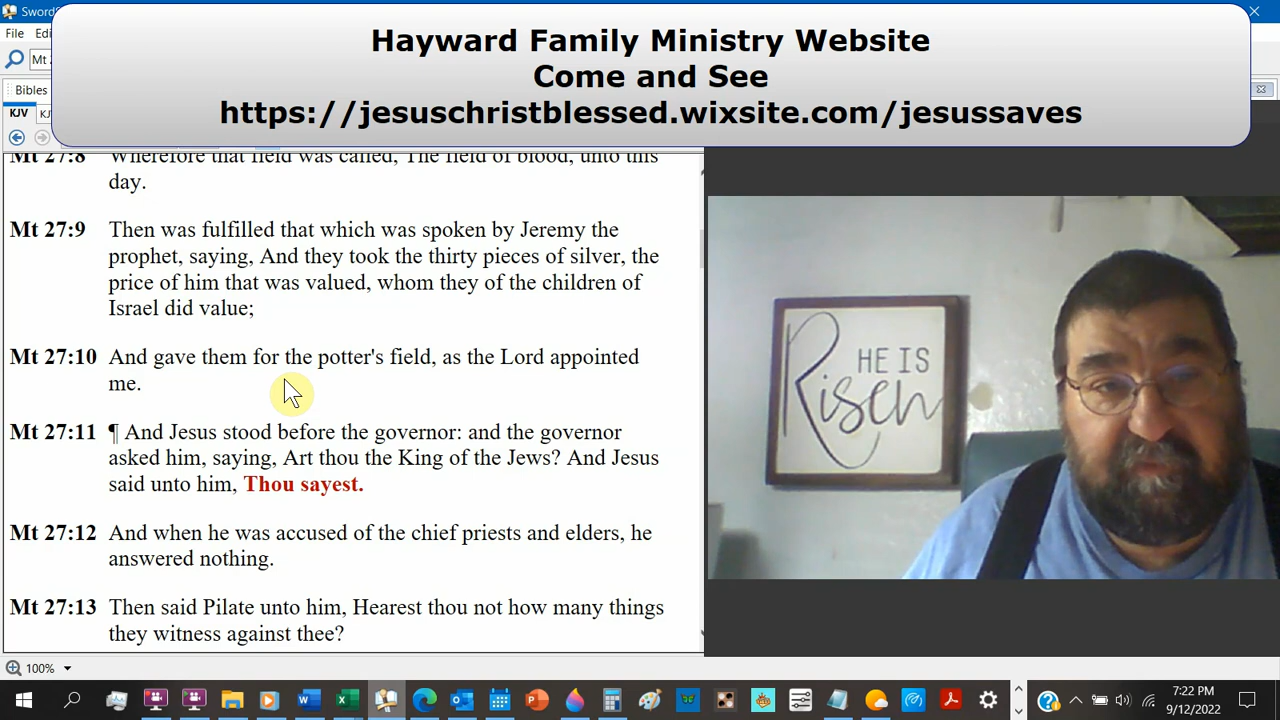 SwordS
Hayward Family Ministry Website
Come and See
https://jesuschristblessed.wixsite.com/jesussaves
File Edi
Mt
Bibles
KJV
Mt 27:8 Wherefore that field was called, The field of blood, unto this
day.
Mt 27:9 Then was fulfilled that which was spoken by Jeremy the
prophet, saying, And they took the thirty pieces of silver, the
price of him that was valued, whom they of the children of
Israel did value;
Mt 27:10 And gave them for the potter's field, as the Lord appointed
me.
Mt 27:11 ¶ And Jesus stood before the governor: and the governor
asked him, saying, Art thou the King of the Jews? And Jesus
said unto him, Thou sayest.
Mt 27:12 And when he was accused of the chief priests and elders, he
answered nothing.
Mt 27:13 Then said Pilate unto him, Hearest thou not how many things
they witness against thee?
HE IS
Risen
100%
7:22 PM
9/12/2022